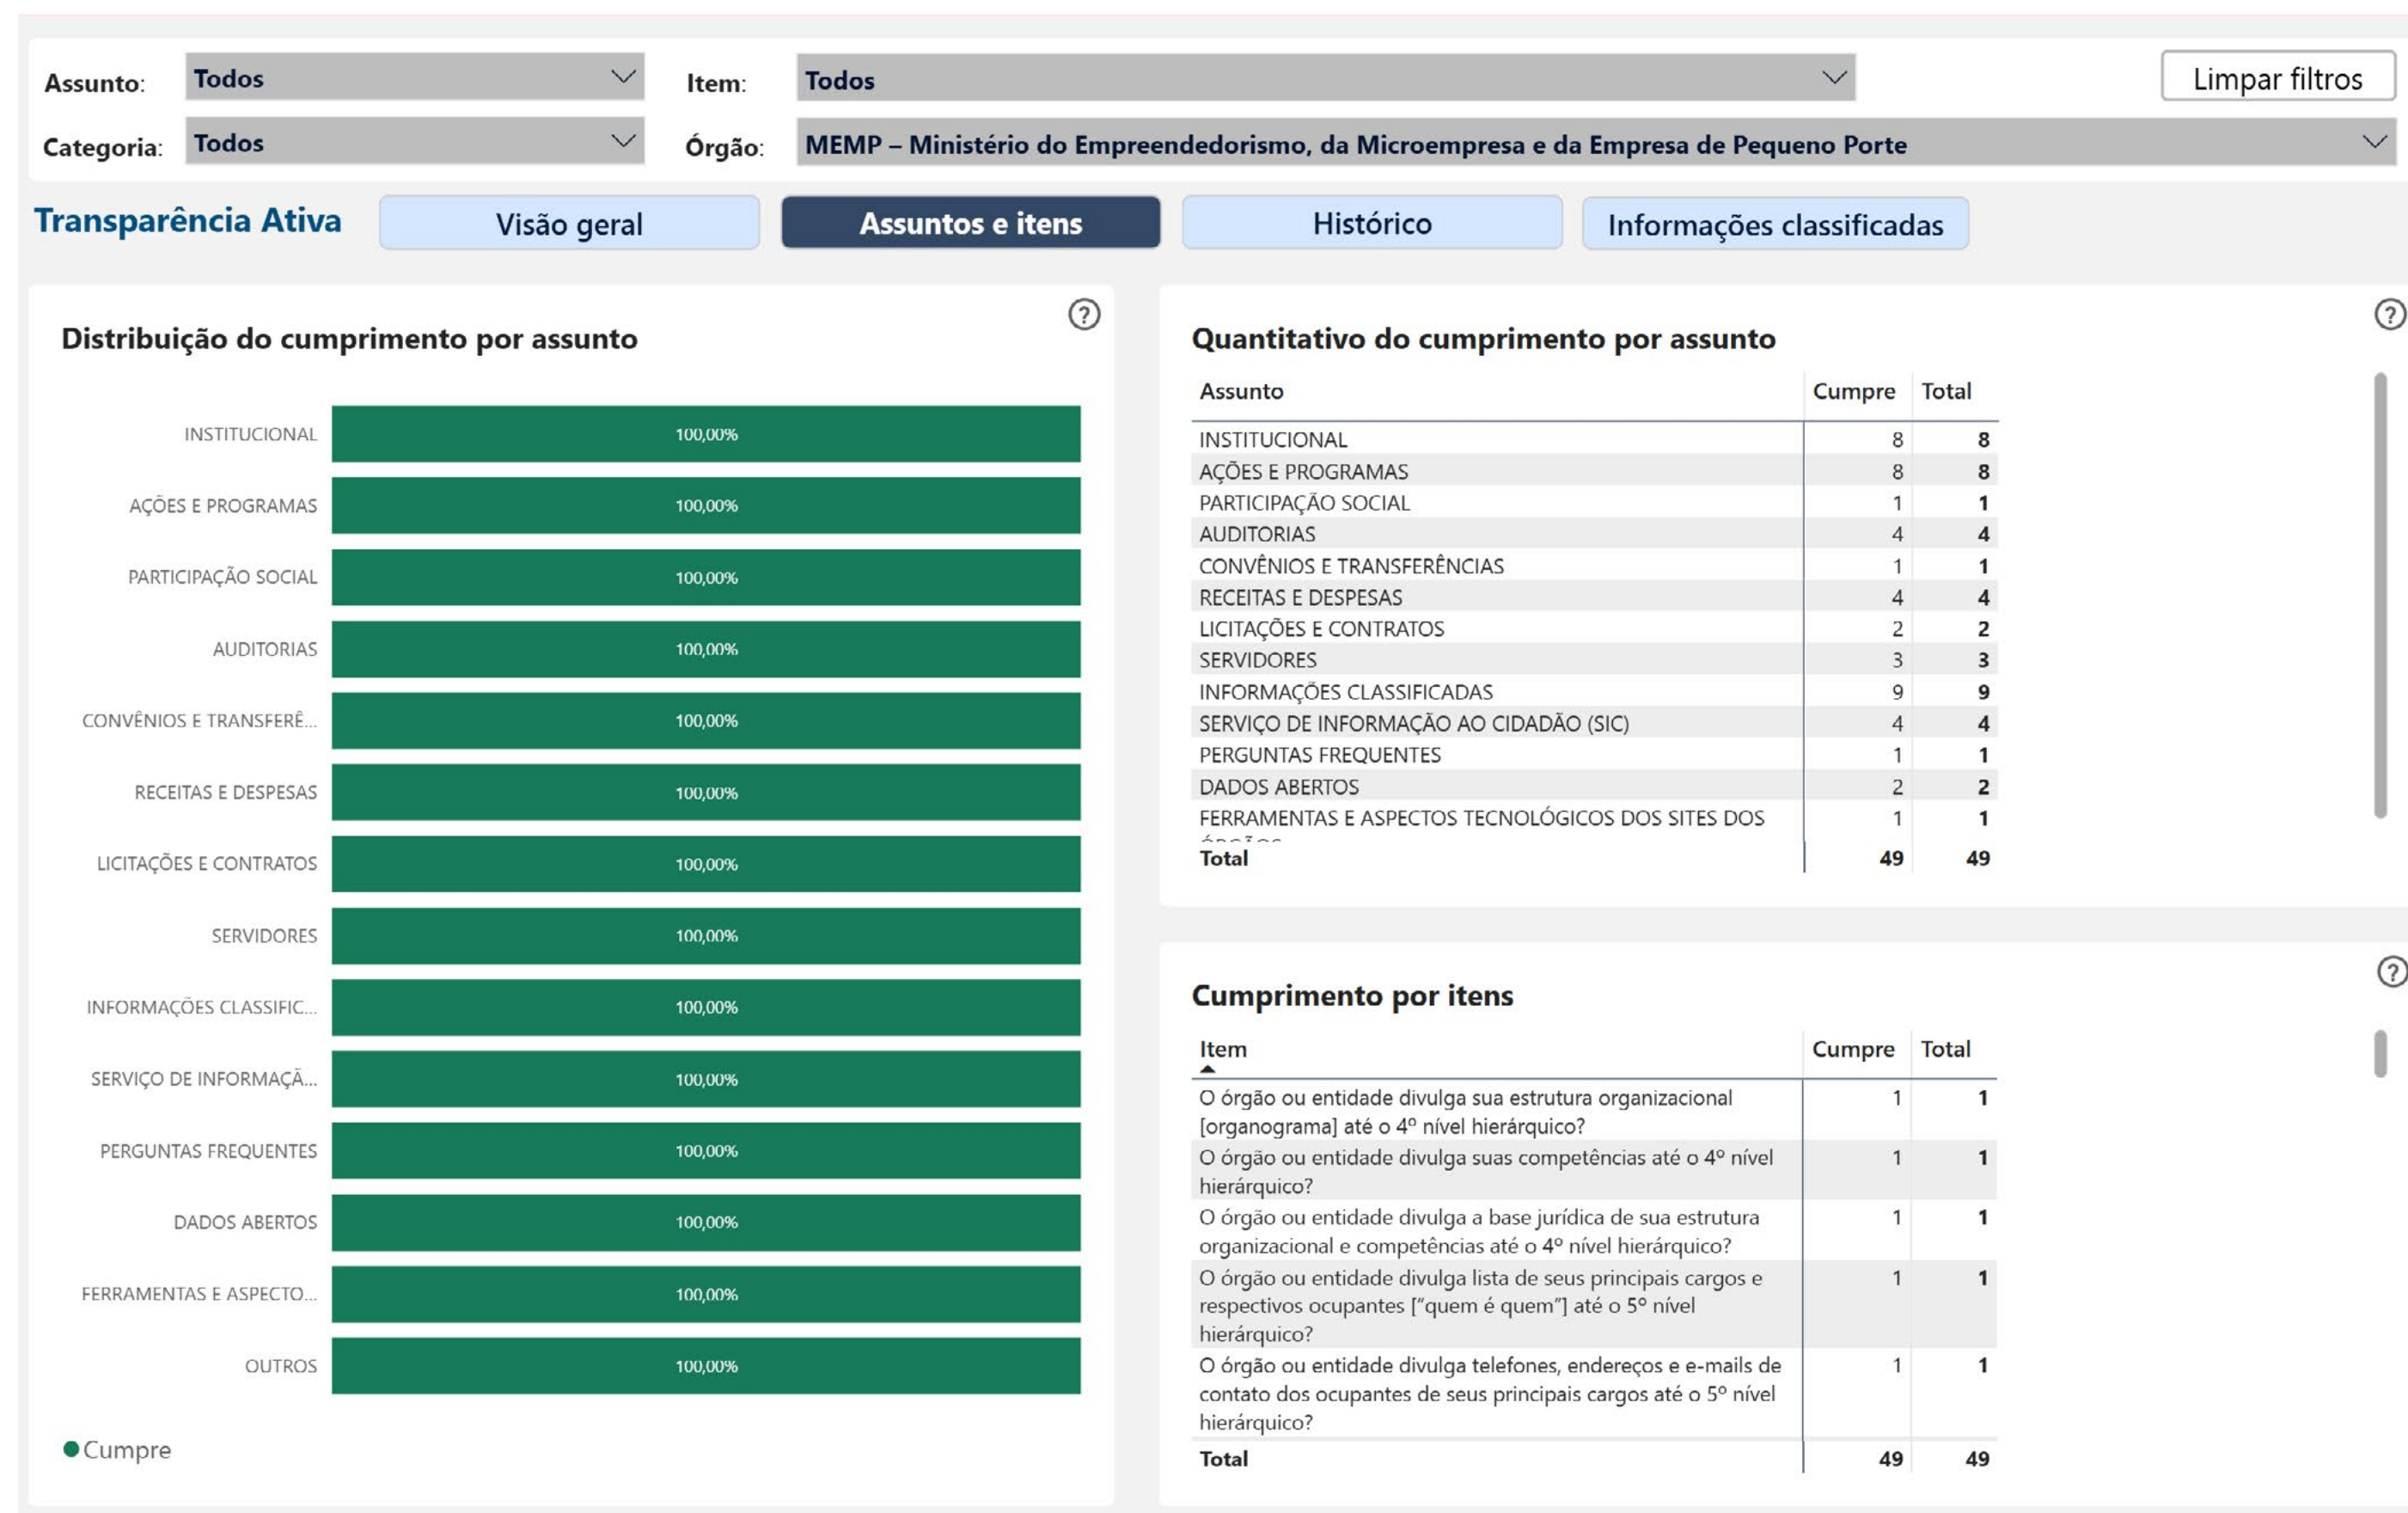 Assunto: Todos Item: Todos Limpar filtros
Categoria: Todos Órgão: MEMP – Ministério do Empreendedorismo, da Microempresa e da Empresa de Pequeno Porte
Transparência Ativa Visão geral Assuntos e itens Histórico Informações classificadas
Distribuição do cumprimento por assunto
INSTITUCIONAL 100,00%
AÇÕES E PROGRAMAS 100,00%
PARTICIPAÇÃO SOCIAL 100,00%
AUDITORIAS 100,00%
CONVÊNIOS E TRANSFERÊ... 100,00%
RECEITAS E DESPESAS 100,00%
LICITAÇÕES E CONTRATOS 100,00%
SERVIDORES 100,00%
INFORMAÇÕES CLASSIFIC... 100,00%
SERVIÇO DE INFORMAÇÃ... 100,00%
PERGUNTAS FREQUENTES 100,00%
DADOS ABERTOS 100,00%
FERRAMENTAS E ASPECTO... 100,00%
OUTROS 100,00%
Cumpre
?
Quantitativo do cumprimento por assunto
?
Assunto Cumpre Total
INSTITUCIONAL 8 8
AÇÕES E PROGRAMAS 8 8
PARTICIPAÇÃO SOCIAL 1 1
AUDITORIAS 4 4
CONVÊNIOS E TRANSFERÊNCIAS 1 1
RECEITAS E DESPESAS 4 4
LICITAÇÕES E CONTRATOS 2 2
SERVIDORES 3 3
INFORMAÇÕES CLASSIFICADAS 9 9
SERVIÇO DE INFORMAÇÃO AO CIDADÃO (SIC) 4 4
PERGUNTAS FREQUENTES 1 1
DADOS ABERTOS 2 2
FERRAMENTAS E ASPECTOS TECNOLÓGICOS DOS SITES DOS 1 1
Total 49 49
Cumprimento por itens
?
Item Cumpre Total
O órgão ou entidade divulga sua estrutura organizacional 1 1
[organograma] até o 4º nível hierárquico?
O órgão ou entidade divulga suas competências até o 4º nível 1 1
hierárquico?
O órgão ou entidade divulga a base jurídica de sua estrutura 1 1
organizacional e competências até o 4º nível hierárquico?
O órgão ou entidade divulga lista de seus principais cargos e 1 1
respectivos ocupantes [“quem é quem”] até o 5º nível
hierárquico?
O órgão ou entidade divulga telefones, endereços e e-mails de 1 1
contato dos ocupantes de seus principais cargos até o 5º nível
hierárquico?
Total 49 49